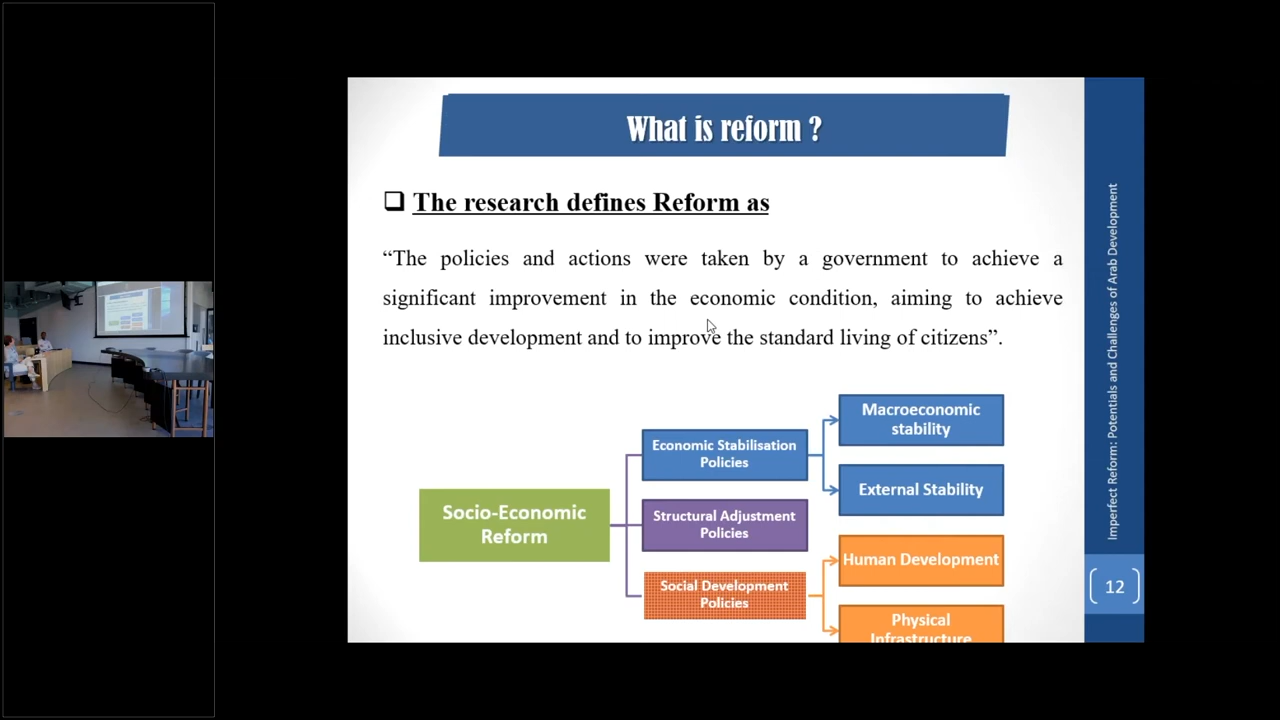 What is reform ?
The research defines Reform as
“The policies and actions were taken by a government to achieve a
significant improvement in the economic condition, aiming to achieve
inclusive development and to improve the standard living of citizens”.
Socio-Economic
Reform
Economic Stabilisation
Policies
Structural Adjustment
Policies
Social Development
Policies
Macroeconomic
stability
External Stability
Human Development
Physical
Infrastructure
Imperfect Reform: Potentials and Challenges of Arab Development
12